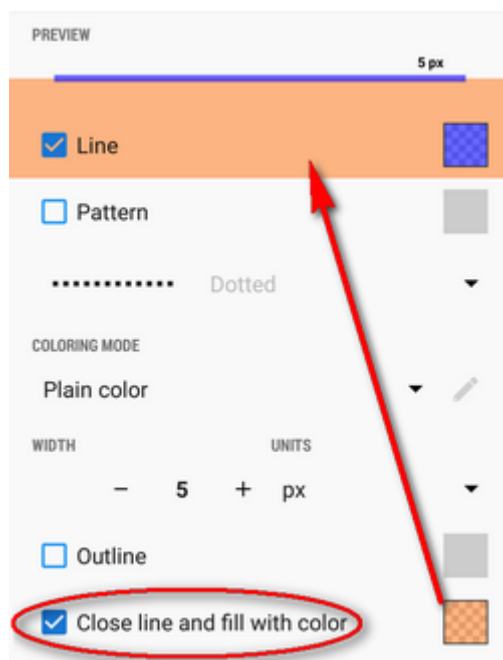 PREVIEW
5 px
Line
Pattern
Dotted
COLORING MODE
Plain color
WIDTH UNITS
− 5 + px
Outline
Close line and fill with color